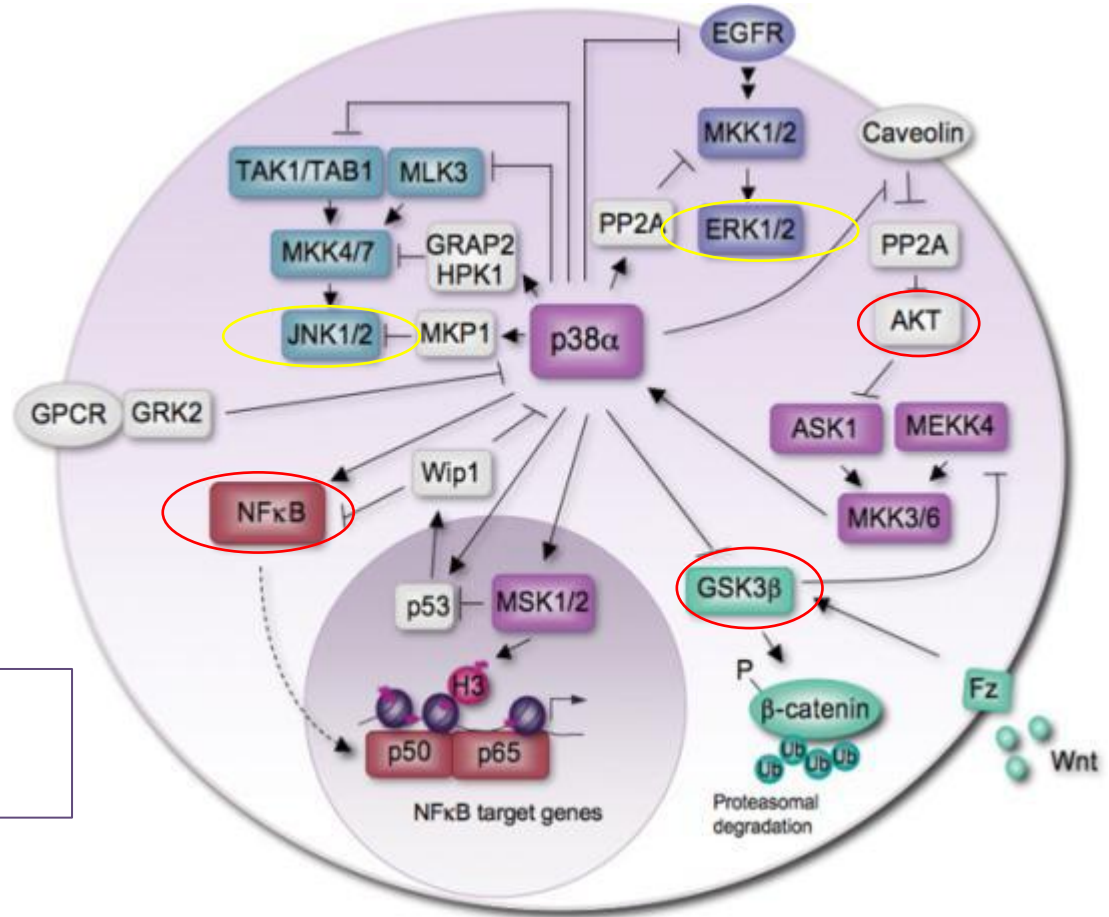 EGFR
MKK1/2
Caveolin
TAK1/TAB1
MLK3
PP2A
ERK1/2
MKK4/7
GRAP2
HPK1
PP2A
JNK1/2
MKP1
p38α
AKT
GPCR
GRK2
ASK1
MEKK4
Wip1
NFκB
MKK3/6
GSK3β
p53
MSK1/2
H3
P
β-catenin
Fz
Ub
Ub
Ub
Ub
Wnt
p50
p65
NFκB target genes
Proteasomal
degradation